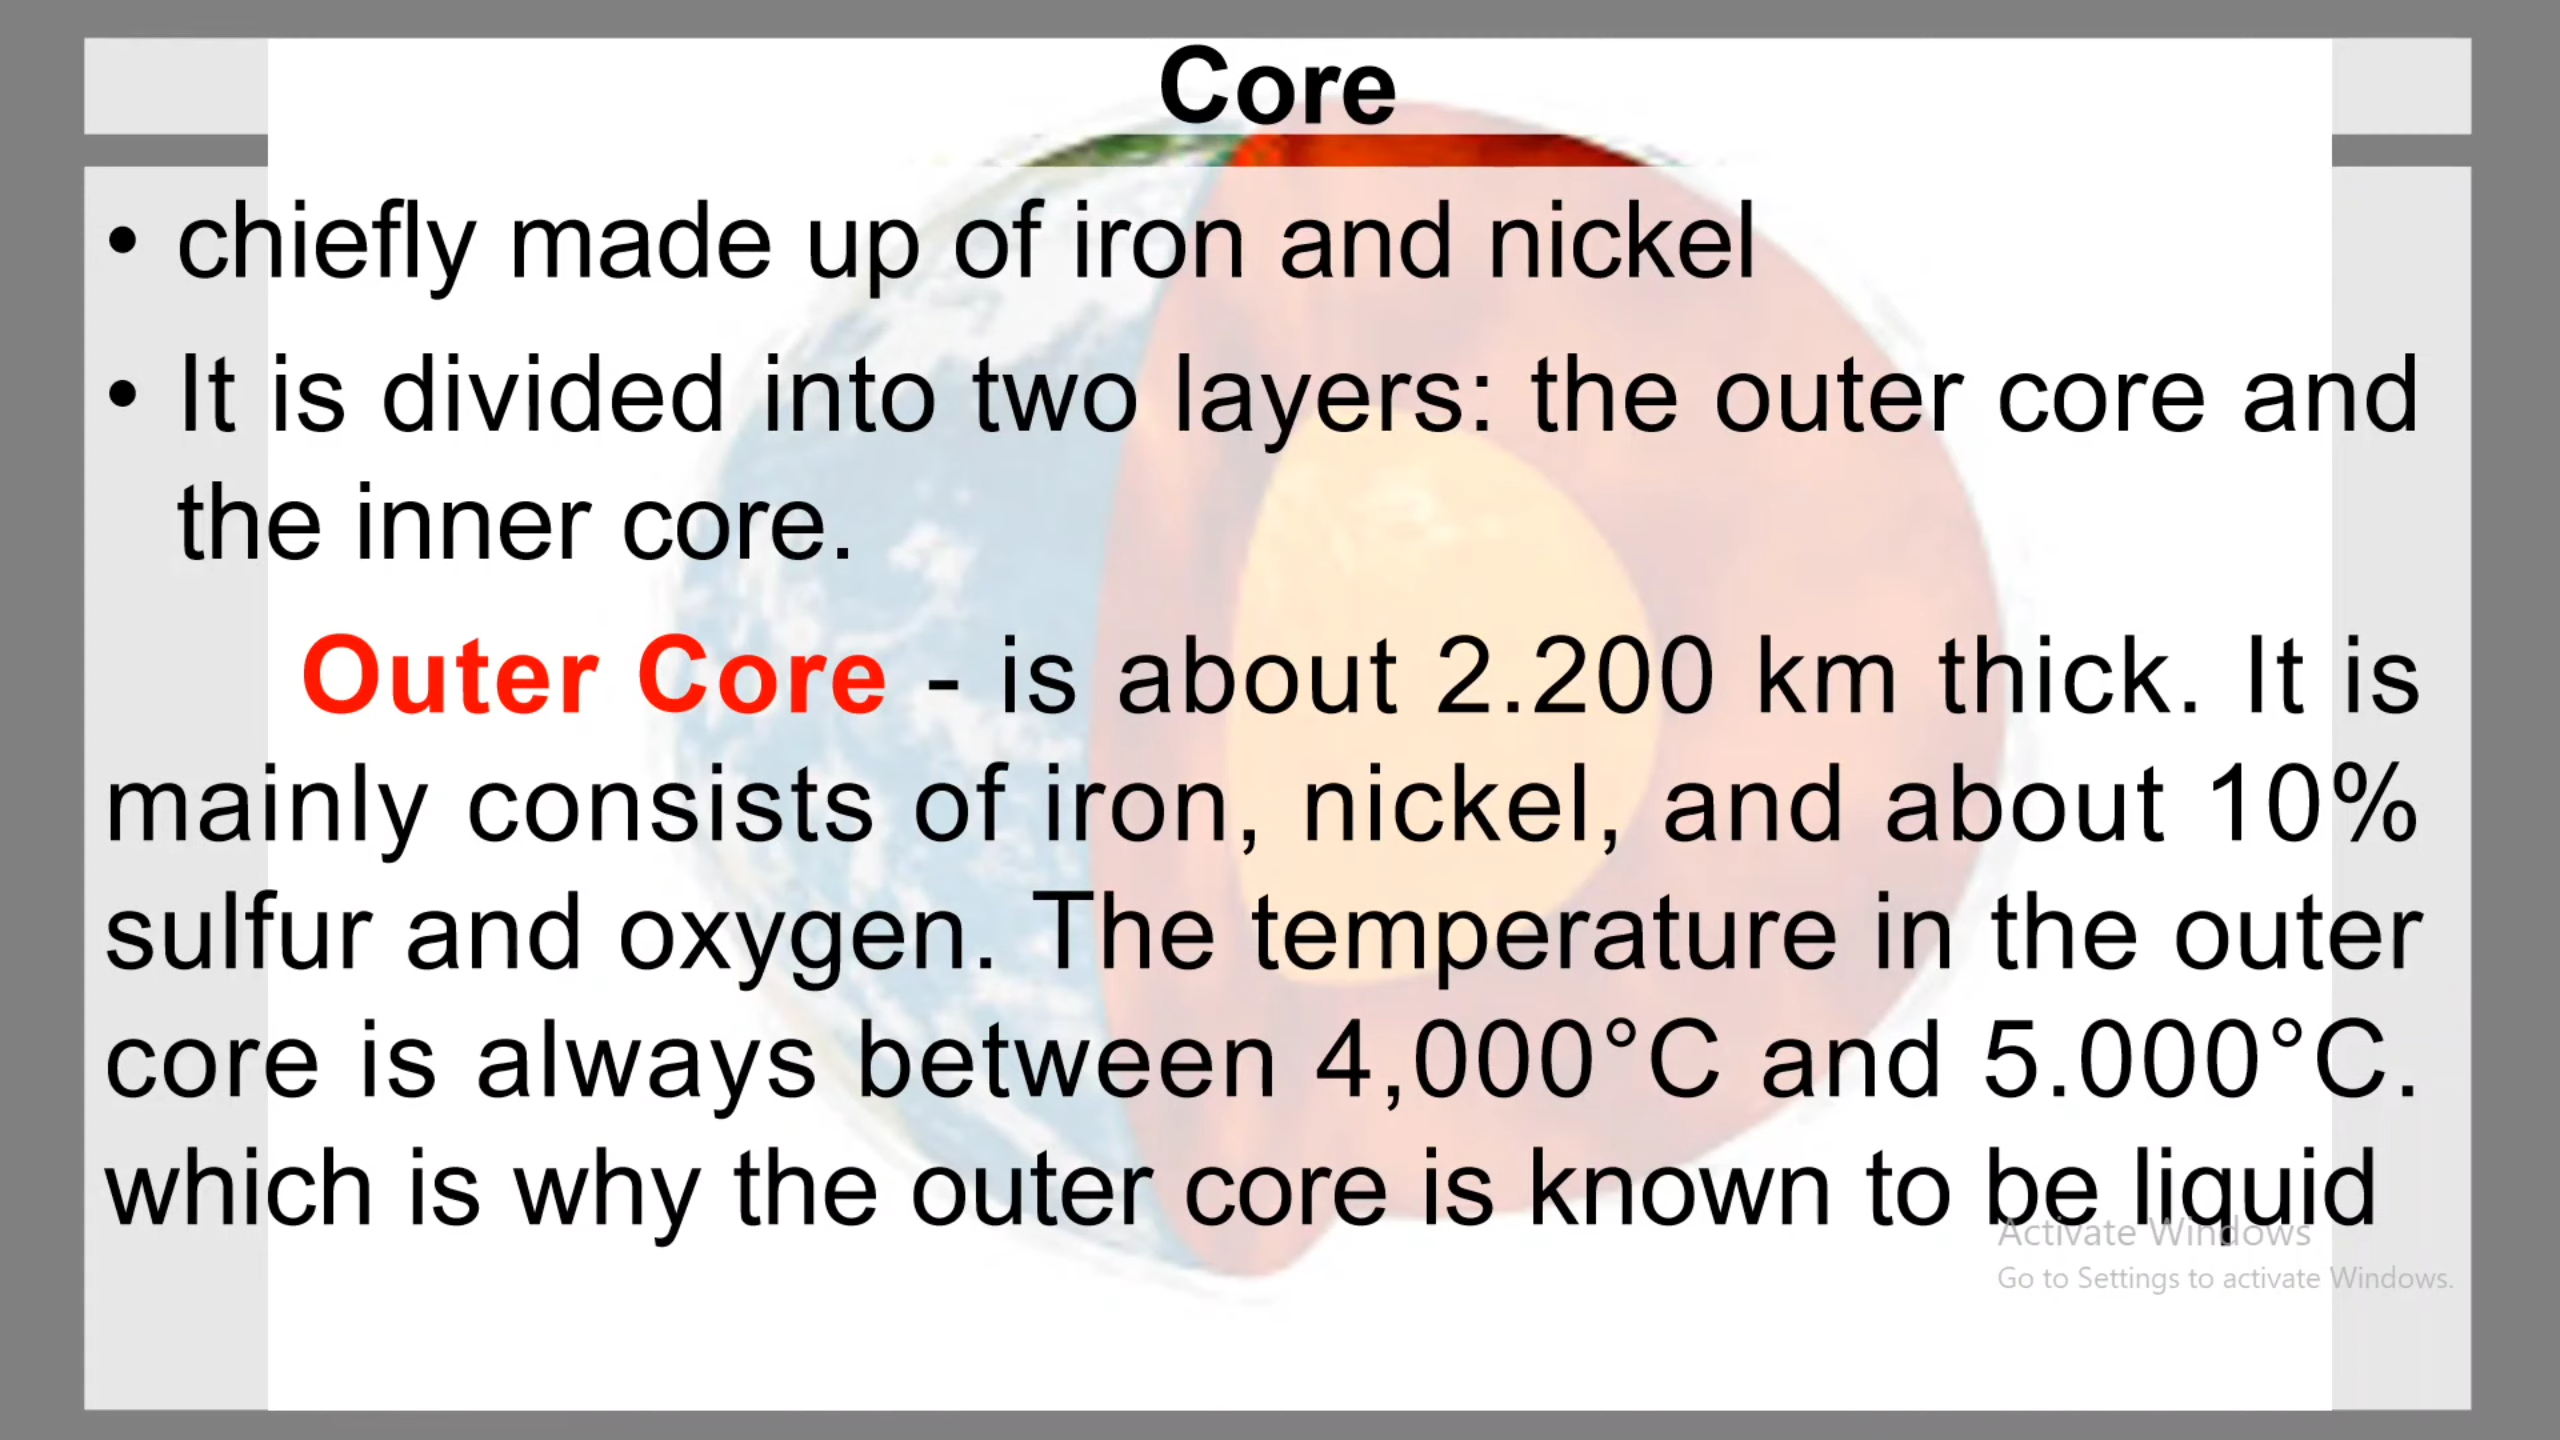 Core
• chiefly made up of iron and nickel
• It is divided into two layers: the outer core and
the inner core.
Outer Core - is about 2.200 km thick. It is
mainly consists of iron, nickel, and about 10%
sulfur and oxygen. The temperature in the outer
core is always between 4,000°C and 5.000°C.
which is why the outer core is known to be liquid
Activate Windows
Go to Settings to activate Windows.